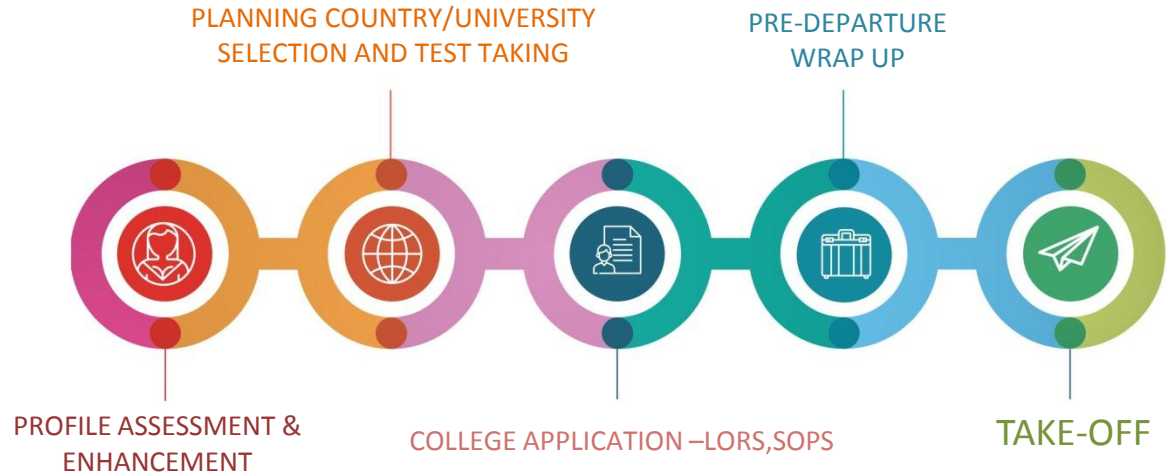 PLANNING COUNTRY/UNIVERSITY
SELECTION AND TEST TAKING
PRE-DEPARTURE
WRAP UP
PROFILE ASSESSMENT &
ENHANCEMENT
COLLEGE APPLICATION –LORS,SOPS
TAKE-OFF